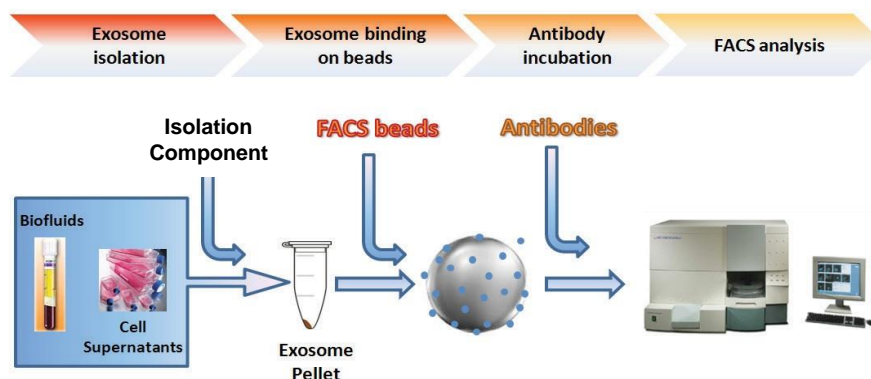 Exosome
isolation
Exosome binding
on beads
Antibody
incubation
FACS analysis
Isolation
Component
FACS beads
Antibodies
Biofluids
Cell
Supernatants
Exosome
Pellet